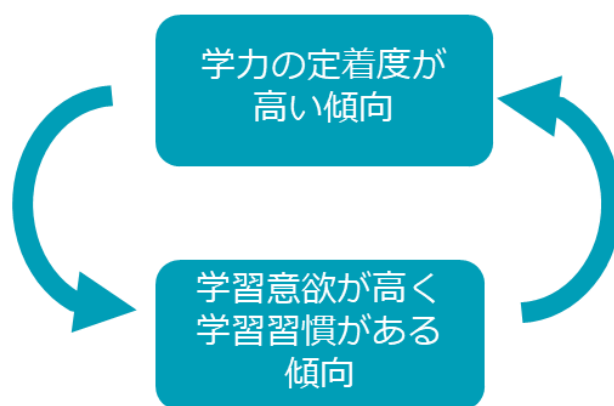 学力の定着度が
高い傾向
学習意欲が高く
学習習慣がある
傾向